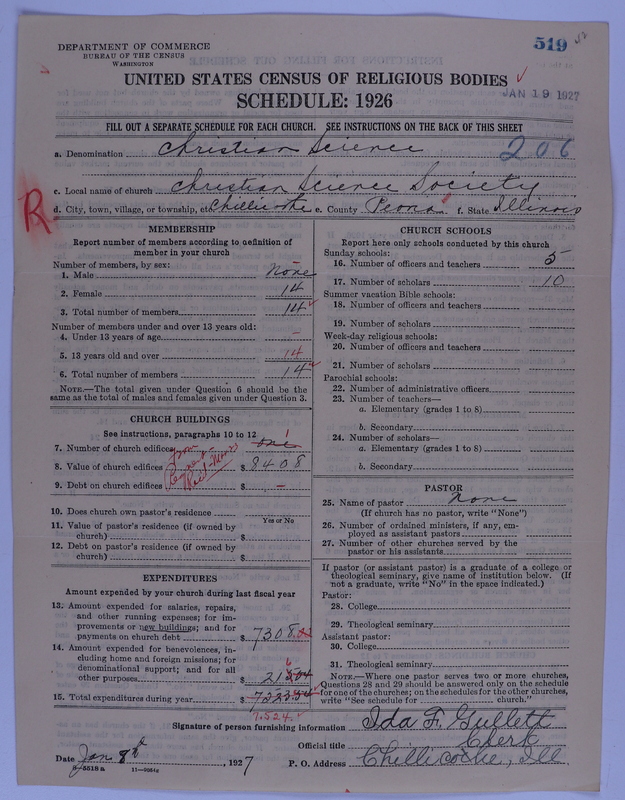 519
DEPARTMENT OF COMMERCE
BUREAU OF THE CENSUS
WASHINGTON
UNITED STATES CENSUS OF RELIGIOUS BODIES
SCHEDULE: 1926
JAN 19 1927
FILL OUT A SEPARATE SCHEDULE FOR EACH CHURCH. SEE INSTRUCTIONS ON THE BACK OF THIS SHEET
a. Denomination Christian Science 206
c. Local name of church Christian Science Society
R
d. City, town, village, or township, etc. Chillicothe e. County Peoria f. State Illinois
MEMBERSHIP
Report number of members according to definition of
member in your church
Number of members, by sex:
1. Male none
2. Female 14
3. Total number of members 14
Number of members under and over 13 years old:
4. Under 13 years of age –
5. 13 years old and over 14
6. Total number of members 14
NOTE.—The total given under Question 6 should be
same as the total of males and females given under Question 3.
CHURCH BUILDINGS
See instructions, paragraphs 10 to 12
7. Number of church edifices one 1
8. Value of church edifices $ 8408
9. Debt on church edifices $ –
10. Does church own pastor's residence
Yes or No
11. Value of pastor's residence (if owned by
church) $
12. Debt on pastor's residence (if owned by
church) $
EXPENDITURES
Amount expended by your church during last fiscal year
13. Amount expended for salaries, repairs,
and other running expenses; for im-
provements or new buildings; and for
payments on church debt $ 7308
14. Amount expended for benevolences, in-
cluding home and foreign missions; for
denominational support; and for all
other purposes
15. Total expenditures during year $
7.524
CHURCH SCHOOLS
Report here only schools conducted by this church
Sunday schools:
16. Number of officers and teachers 5
17. Number of scholars 10
Summer vacation Bible schools:
18. Number of officers and teachers
19. Number of scholars
Week-day religious schools:
20. Number of officers and teachers
21. Number of scholars
Parochial schools:
22. Number of administrative officers
23. Number of teachers—
a. Elementary (grades 1 to 8)
b. Secondary
24. Number of scholars—
a. Elementary (grades 1 to 8)
b. Secondary
PASTOR
25. Name of pastor None
(If church has no pastor, write "None")
26. Number of ordained ministers, if any, em-
ployed as assistant pastors
27. Number of other churches served by the
pastor or his assistants
If pastor (or assistant pastor) is a graduate of a college or
theological seminary, give name of institution below. (If
not a graduate, write "No" in the space indicated.)
Pastor:
28. College
29. Theological seminary
Assistant pastor:
30. College
31. Theological seminary
NOTE.—Where one pastor serves two or more churches,
Questions 28 and 29 should be answered only on the schedule
for one of the churches; on the schedules for the other churches,
write "See schedule for church."
Signature of person furnishing information Ida F. Gullett
Official title Clerk
Date Jan 8th, 1927 P. O. Address Chillicothe, Ill
8-5518 a